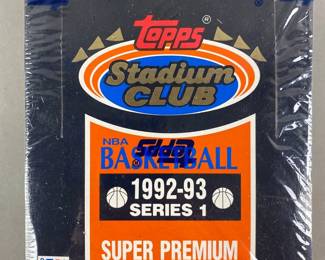 Topps ®
Stadium
CLUB
NBA
BASKETBALL
1992-93
SERIES 1
SUPER PREMIUM